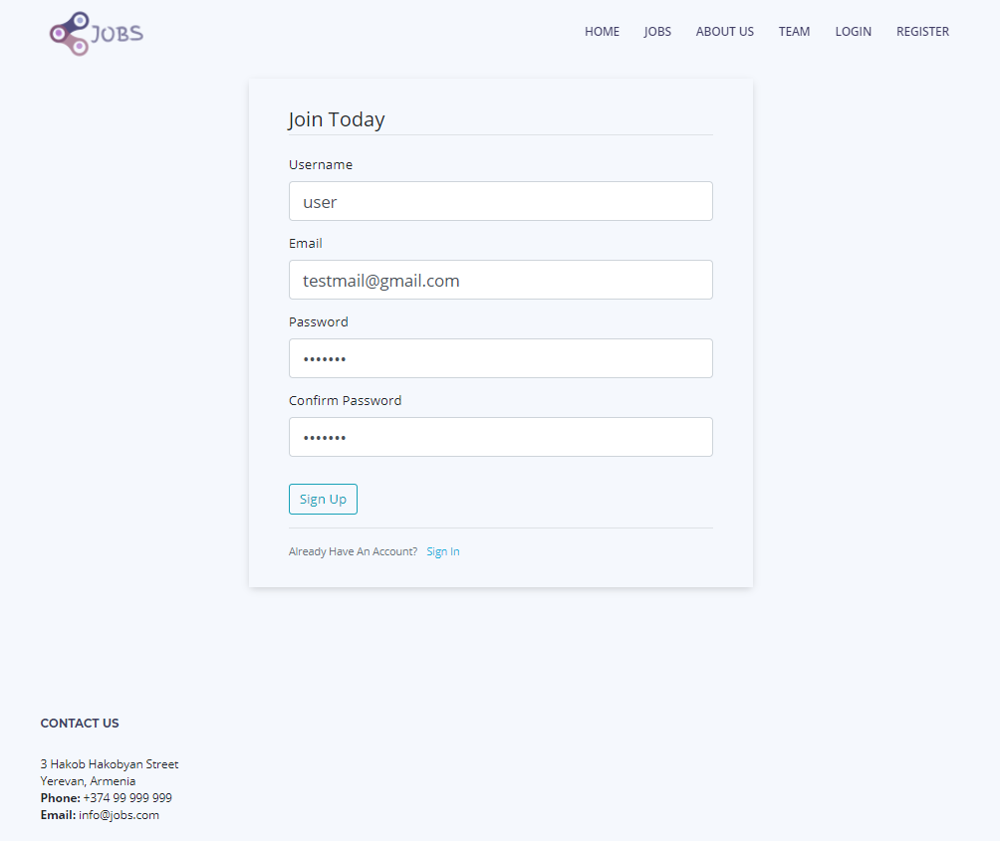 JOBS
HOME JOBS ABOUT US TEAM LOGIN REGISTER
Join Today
Username
user
Email
testmail@gmail.com
Password
•••••••
Confirm Password
•••••••
Sign Up
Already Have An Account? Sign In
CONTACT US
3 Hakob Hakobyan Street
Yerevan, Armenia
Phone: +374 99 999 999
Email: info@jobs.com